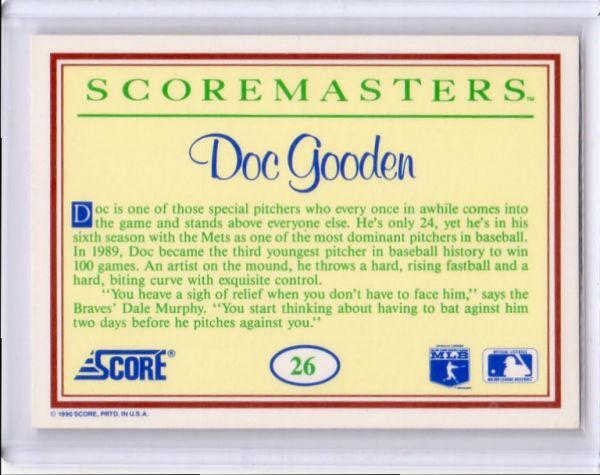 SCOREMASTERS™
Doc Gooden
Doc is one of those special pitchers who every once in awhile comes into
the game and stands above everyone else. He's only 24, yet he's in his
sixth season with the Mets as one of the most dominant pitchers in baseball.
In 1989, Doc became the third youngest pitcher in baseball history to win
100 games. An artist on the mound, he throws a hard, rising fastball and a
hard, biting curve with exquisite control.
"You heave a sigh of relief when you don't have to face him," says the
Braves' Dale Murphy. "You start thinking about having to bat against him
two days before he pitches against you."
SCORE®
26
MLB
MAJOR LEAGUE BASEBALL
© 1990 SCORE, PRTD. IN U.S.A.